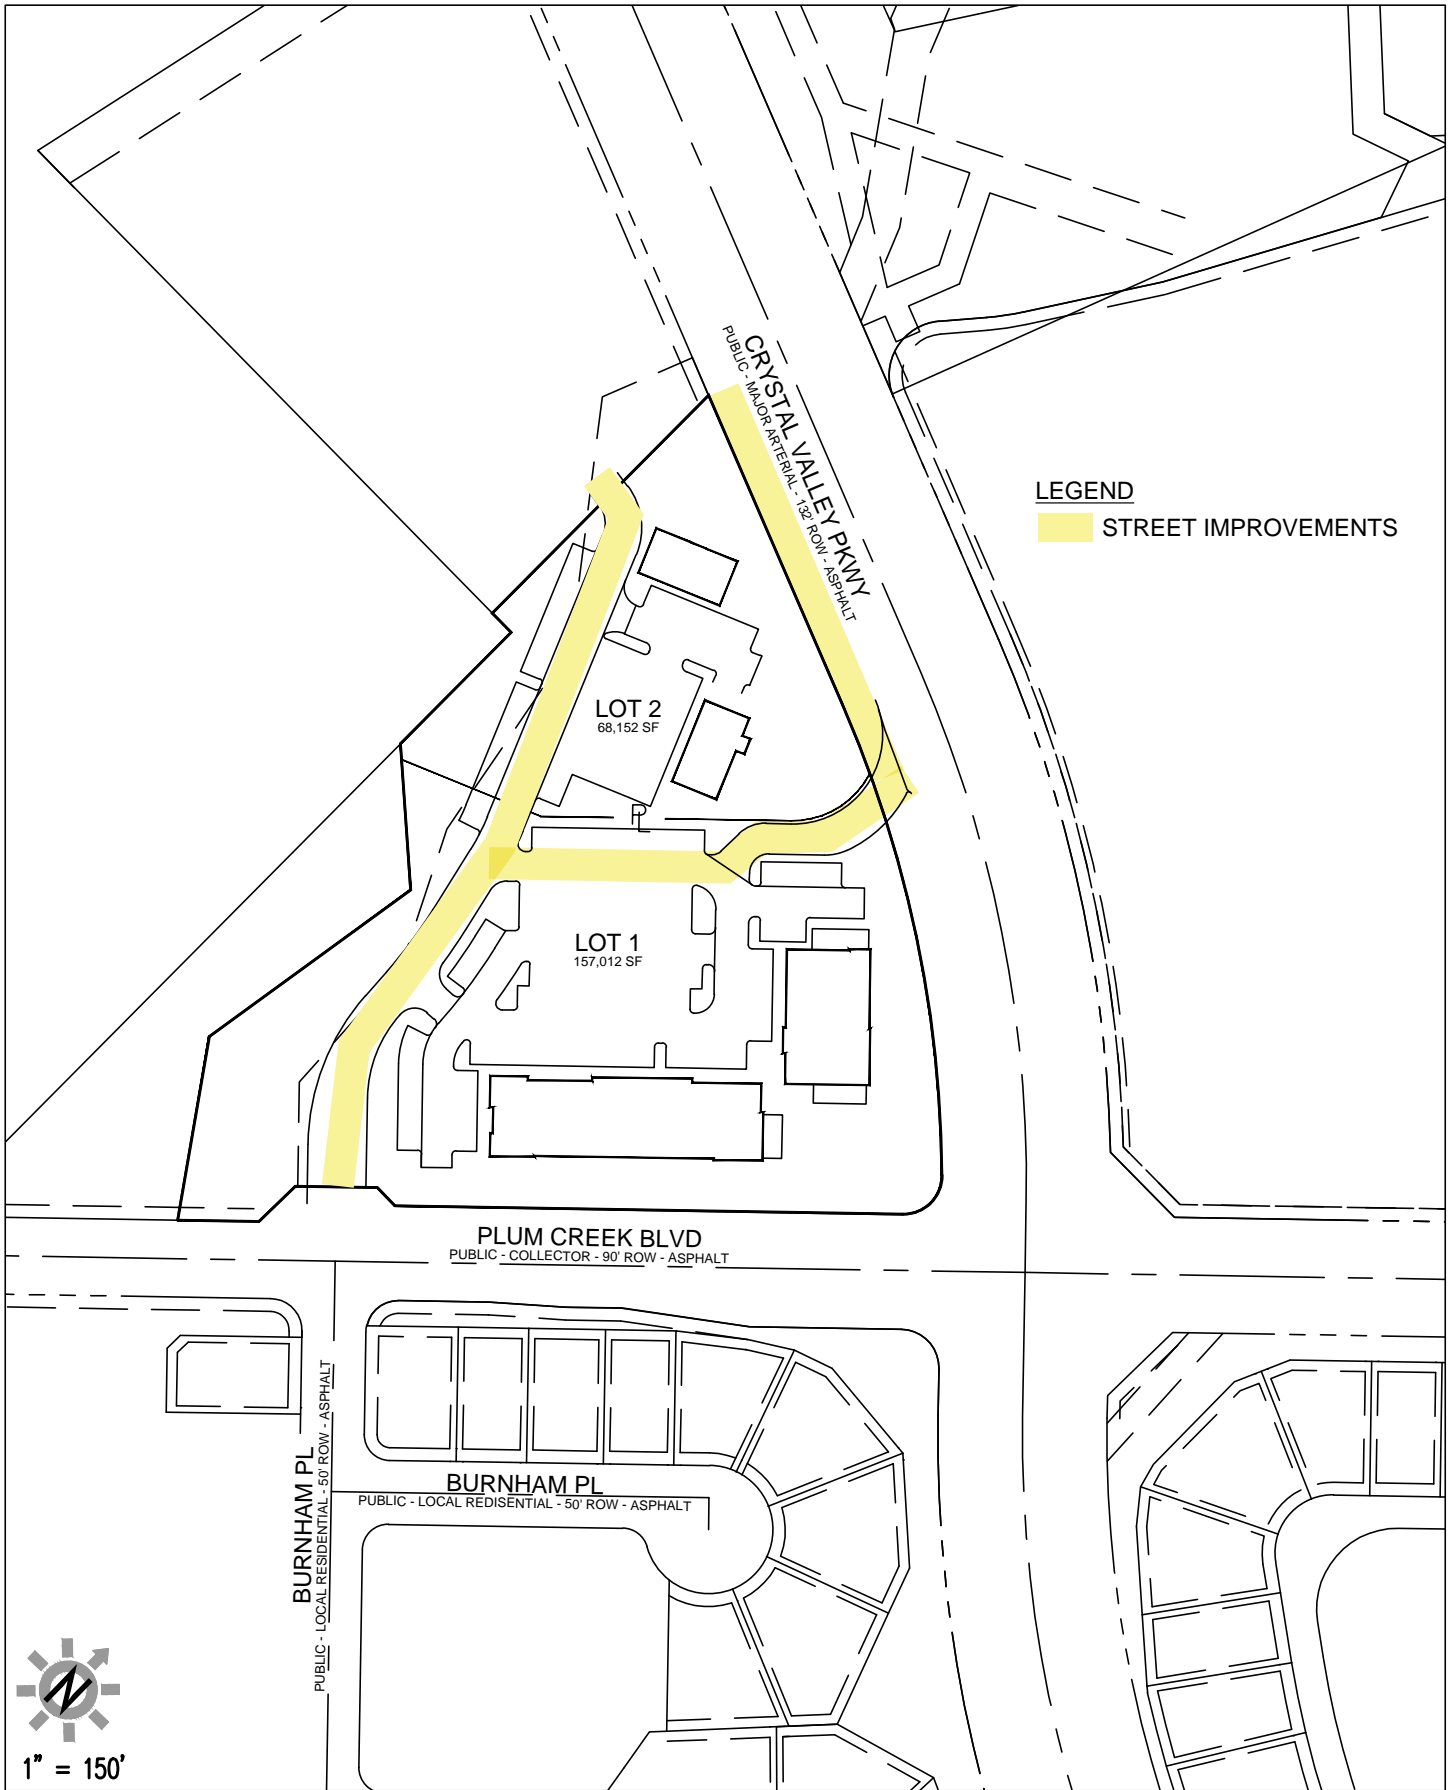 CRYSTAL VALLEY PKWY
PUBLIC - MAJOR ARTERIAL - 132' ROW - ASPHALT
LEGEND
STREET IMPROVEMENTS
LOT 2
68,152 SF
LOT 1
157,012 SF
PLUM CREEK BLVD
PUBLIC - COLLECTOR - 90' ROW - ASPHALT
BURNHAM PL
PUBLIC - LOCAL RESIDENTIAL - 50' ROW - ASPHALT
BURNHAM PL
PUBLIC - LOCAL REDISENTIAL - 50' ROW - ASPHALT
N
1" = 150'